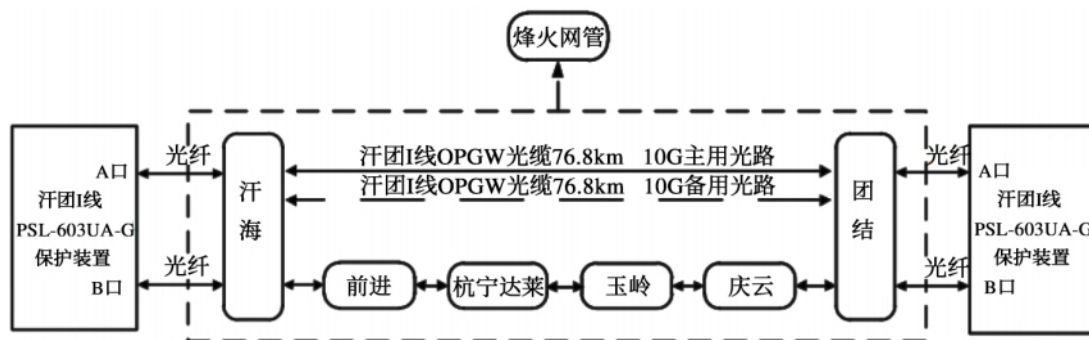 烽火网管
汗团I线OPGW光缆76.8km 10G主用光路
汗团I线OPGW光缆76.8km 10G备用光路
光纤
光纤
A口
汗团I线
PSL-603UA-G
保护装置
B口
汗海
团结
光纤
光纤
A口
汗团I线
PSL-603UA-G
保护装置
B口
前进
杭宁达莱
玉岭
庆云